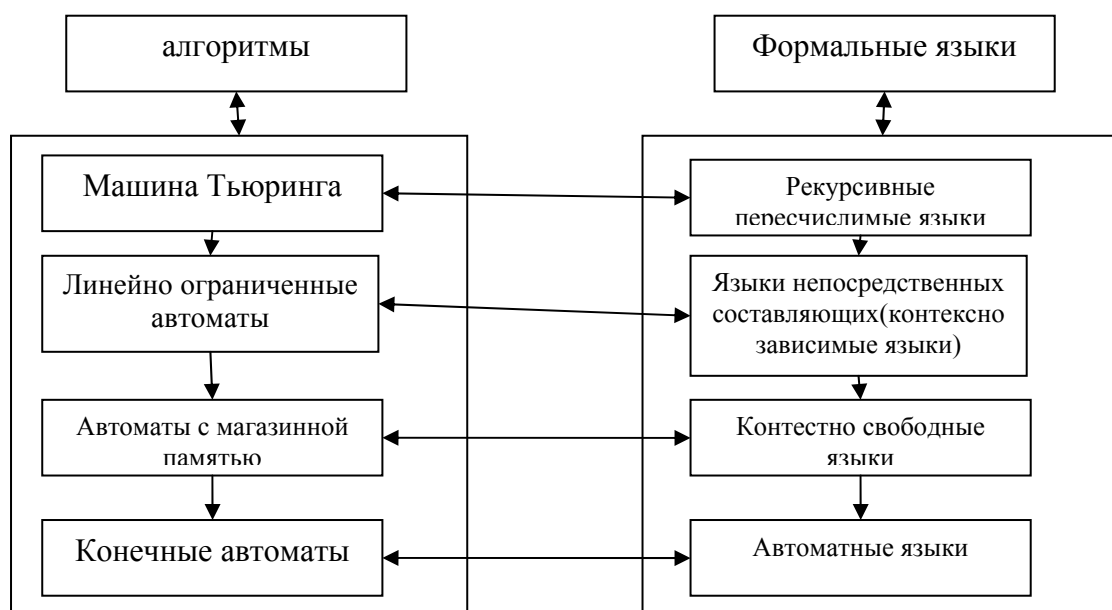 алгоритмы
Формальные языки
Машина Тьюринга
Рекурсивные
пересчислимые языки
Линейно ограниченные
автоматы
Языки непосредственных
составляющих(контексно
зависимые языки)
Автоматы с магазинной
памятью
Контестно свободные
языки
Конечные автоматы
Автоматные языки